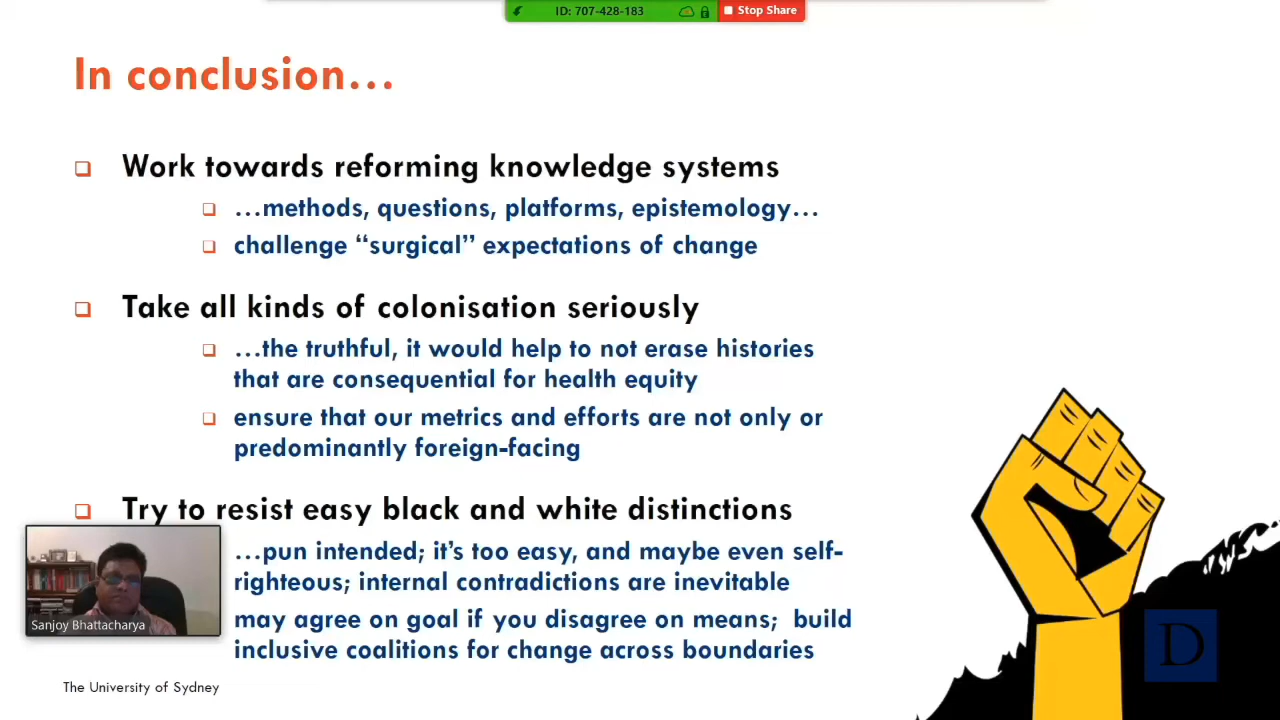 ID: 707-428-183
Stop Share
In conclusion…
Work towards reforming knowledge systems
…methods, questions, platforms, epistemology…
challenge “surgical” expectations of change
Take all kinds of colonisation seriously
…the truthful, it would help to not erase histories
that are consequential for health equity
ensure that our metrics and efforts are not only or
predominantly foreign-facing
Try to resist easy black and white distinctions
…pun intended; it’s too easy, and maybe even self-
righteous; internal contradictions are inevitable
may agree on goal if you disagree on means;  build
inclusive coalitions for change across boundaries
Sanjoy Bhattacharya
The University of Sydney
D